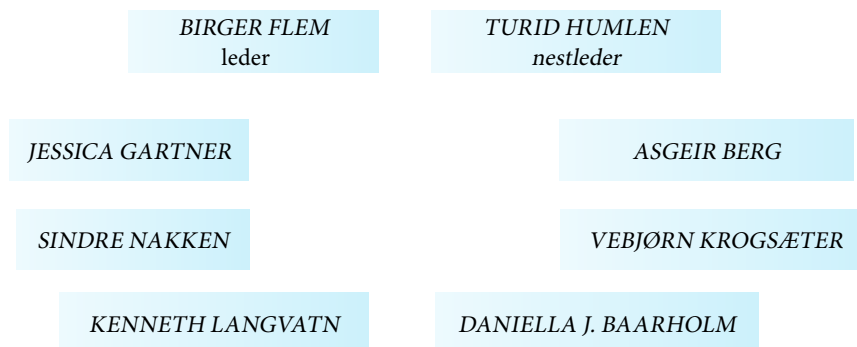 BIRGER FLEM
leder
TURID HUMLEN
nestleder
JESSICA GARTNER
ASGEIR BERG
SINDRE NAKKEN
VEBJØRN KROGSÆTER
KENNETH LANGVATN
DANIELLA J. BAARHOLM